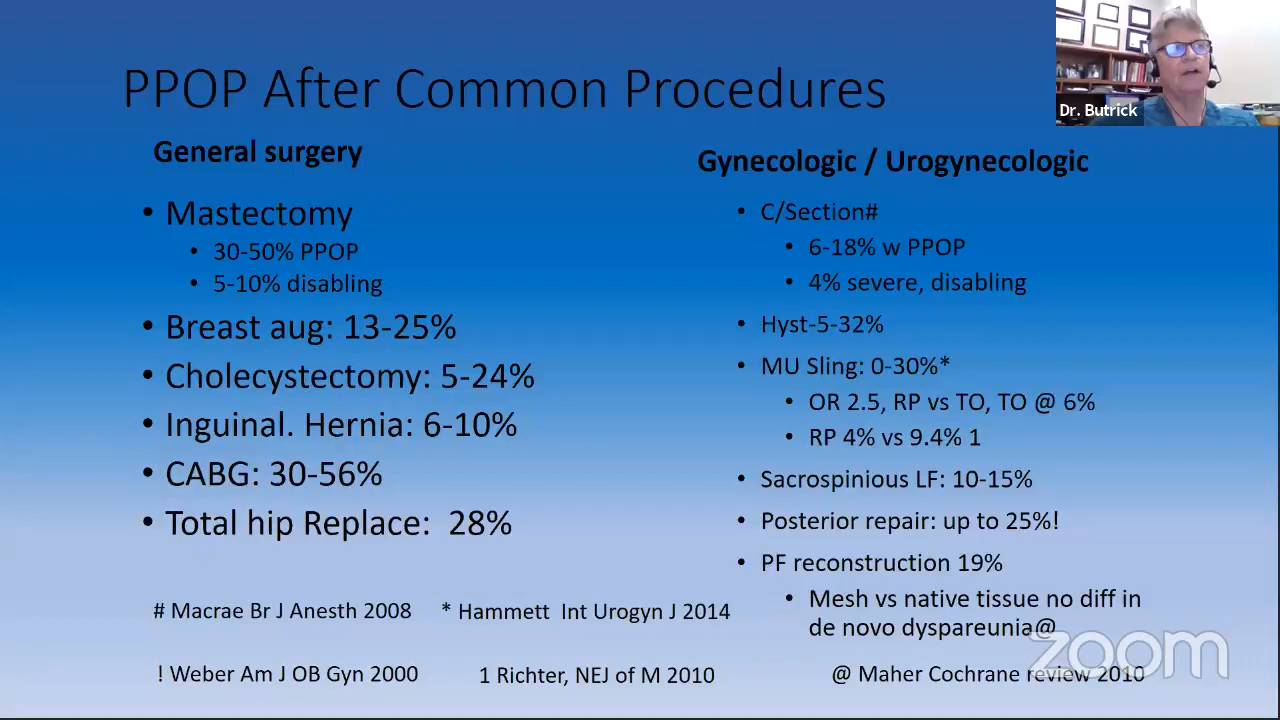 PPOP After Common Procedures
Dr. Butrick
General surgery
• Mastectomy
• 30-50% PPOP
• 5-10% disabling
• Breast aug: 13-25%
• Cholecystectomy: 5-24%
• Inguinal. Hernia: 6-10%
• CABG: 30-56%
• Total hip Replace: 28%
Gynecologic / Urogynecologic
• C/Section#
• 6-18% w PPOP
• 4% severe, disabling
• Hyst-5-32%
• MU Sling: 0-30%*
• OR 2.5, RP vs TO, TO @ 6%
• RP 4% vs 9.4% 1
• Sacrospinious LF: 10-15%
• Posterior repair: up to 25%!
• PF reconstruction 19%
• Mesh vs native tissue no diff in
de novo dyspareunia@
# Macrae Br J Anesth 2008
* Hammett Int Urogyn J 2014
! Weber Am J OB Gyn 2000
1 Richter, NEJ of M 2010
@ Maher Cochrane review 2010
zoom